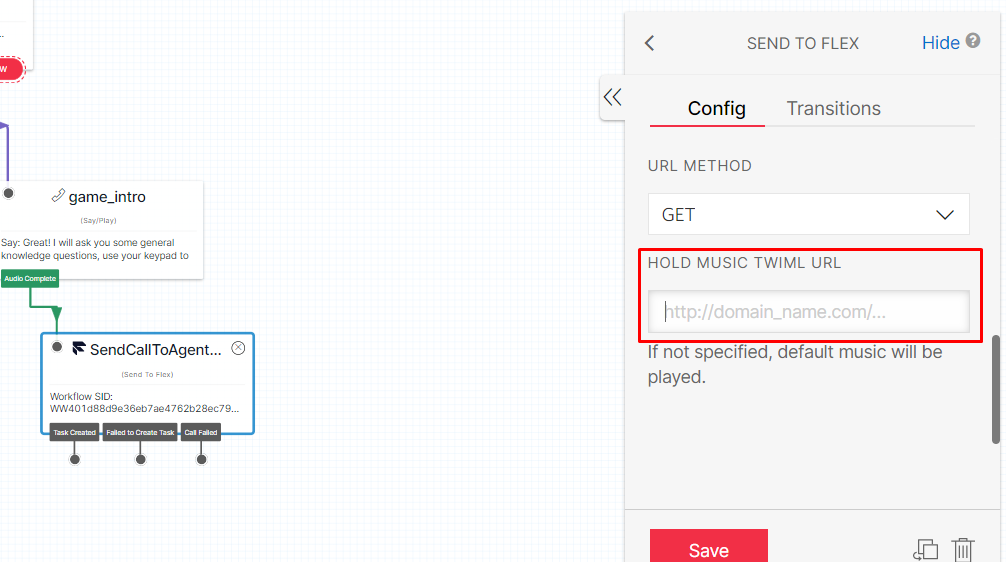 ...
W
game_intro
(Say/Play)
Say: Great! I will ask you some general
knowledge questions, use your keypad to
Audio Complete
SendCallToAgent...
(Send To Flex)
Workflow SID:
WW401d88d9e36eb7ae4762b28ec79...
Task Created
Failed to Create Task
Call Failed
SEND TO FLEX
Hide ?
Config
Transitions
URL METHOD
GET
HOLD MUSIC TWIML URL
http://domain_name.com/...
If not specified, default music will be
played.
Save